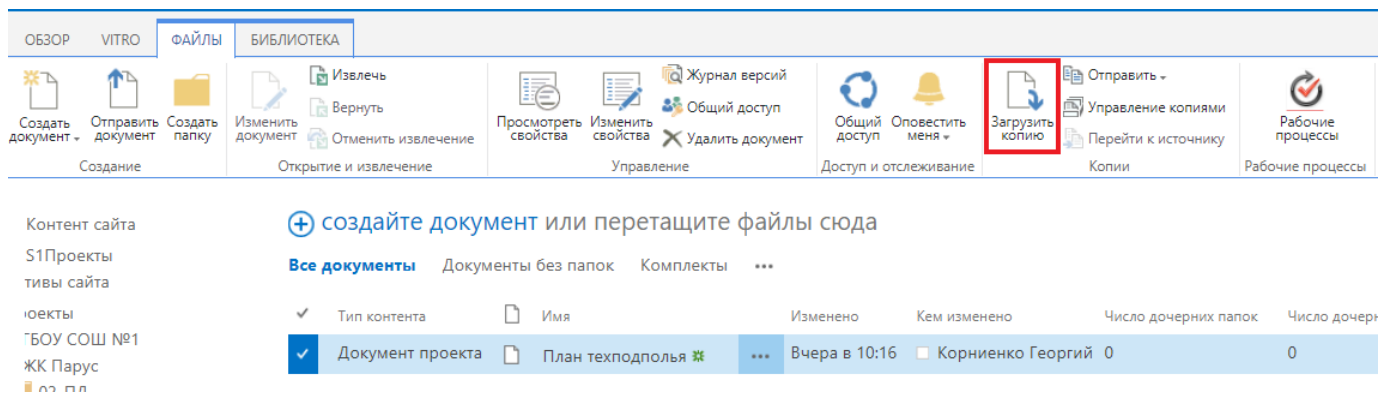 ОБЗОР VITRO ФАЙЛЫ БИБЛИОТЕКА
Создать документ
Отправить документ
Создать папку
Создание
Изменить документ
Извлечь
Вернуть
Отменить извлечение
Открытие и извлечение
Просмотреть свойства
Изменить свойства
Журнал версий
Общий доступ
Удалить документ
Управление
Общий доступ
Оповестить меня
Доступ и отслеживание
Загрузить копию
Отправить
Управление копиями
Перейти к источнику
Копии
Рабочие процессы
Рабочие процессы
Контент сайта
S1Проекты
тивы сайта
оекты
ГБОУ СОШ №1
ЖК Парус
создайте документ или перетащите файлы сюда
Все документы Документы без папок Комплекты ...
Тип контента Имя Изменено Кем изменено Число дочерних папок Число дочерн
Документ проекта План техподполья ... Вчера в 10:16 Корниенко Георгий 0 0